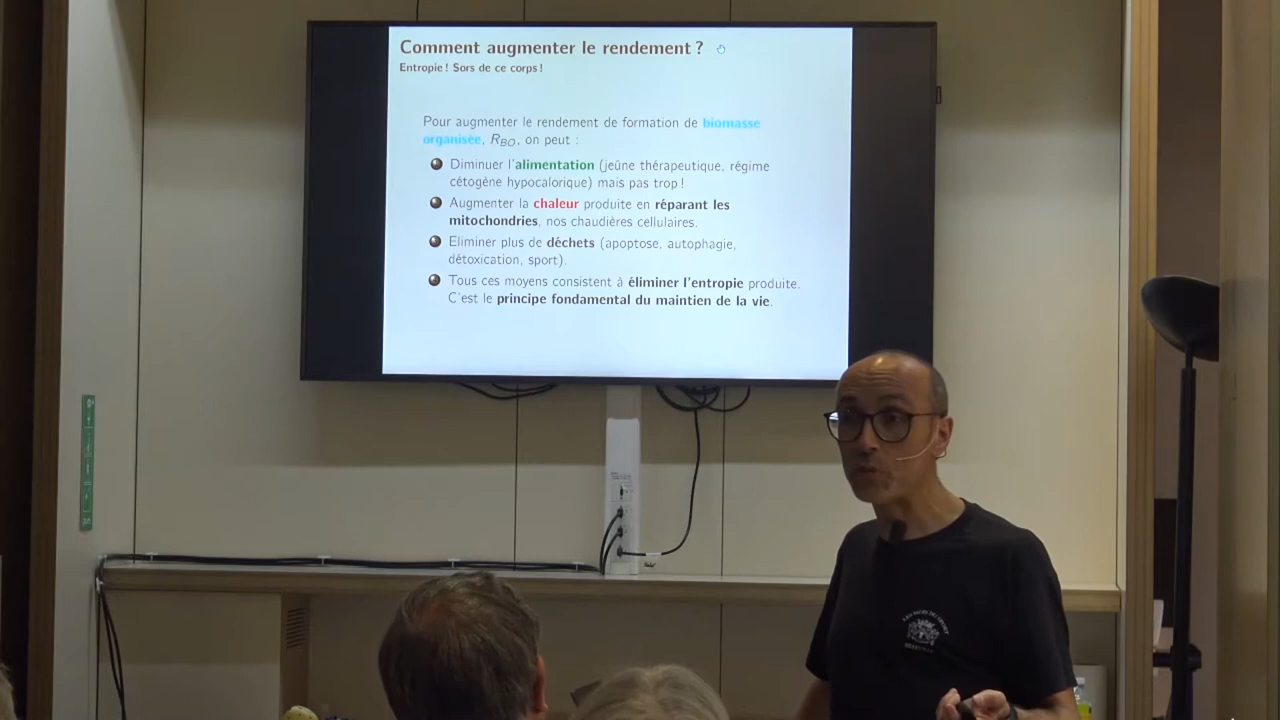 Comment augmenter le rendement ?
Entropie ! Sors de ce corps !
Pour augmenter le rendement de formation de biomasse
organisée, R_BO, on peut :
Diminuer l'alimentation (jeûne thérapeutique, régime
cétogène hypocalorique) mais pas trop !
Augmenter la chaleur produite en réparant les
mitochondries, nos chaudières cellulaires.
Eliminer plus de déchets (apoptose, autophagie,
détoxication, sport).
Tous ces moyens consistent à éliminer l'entropie produite.
C'est le principe fondamental du maintien de la vie.